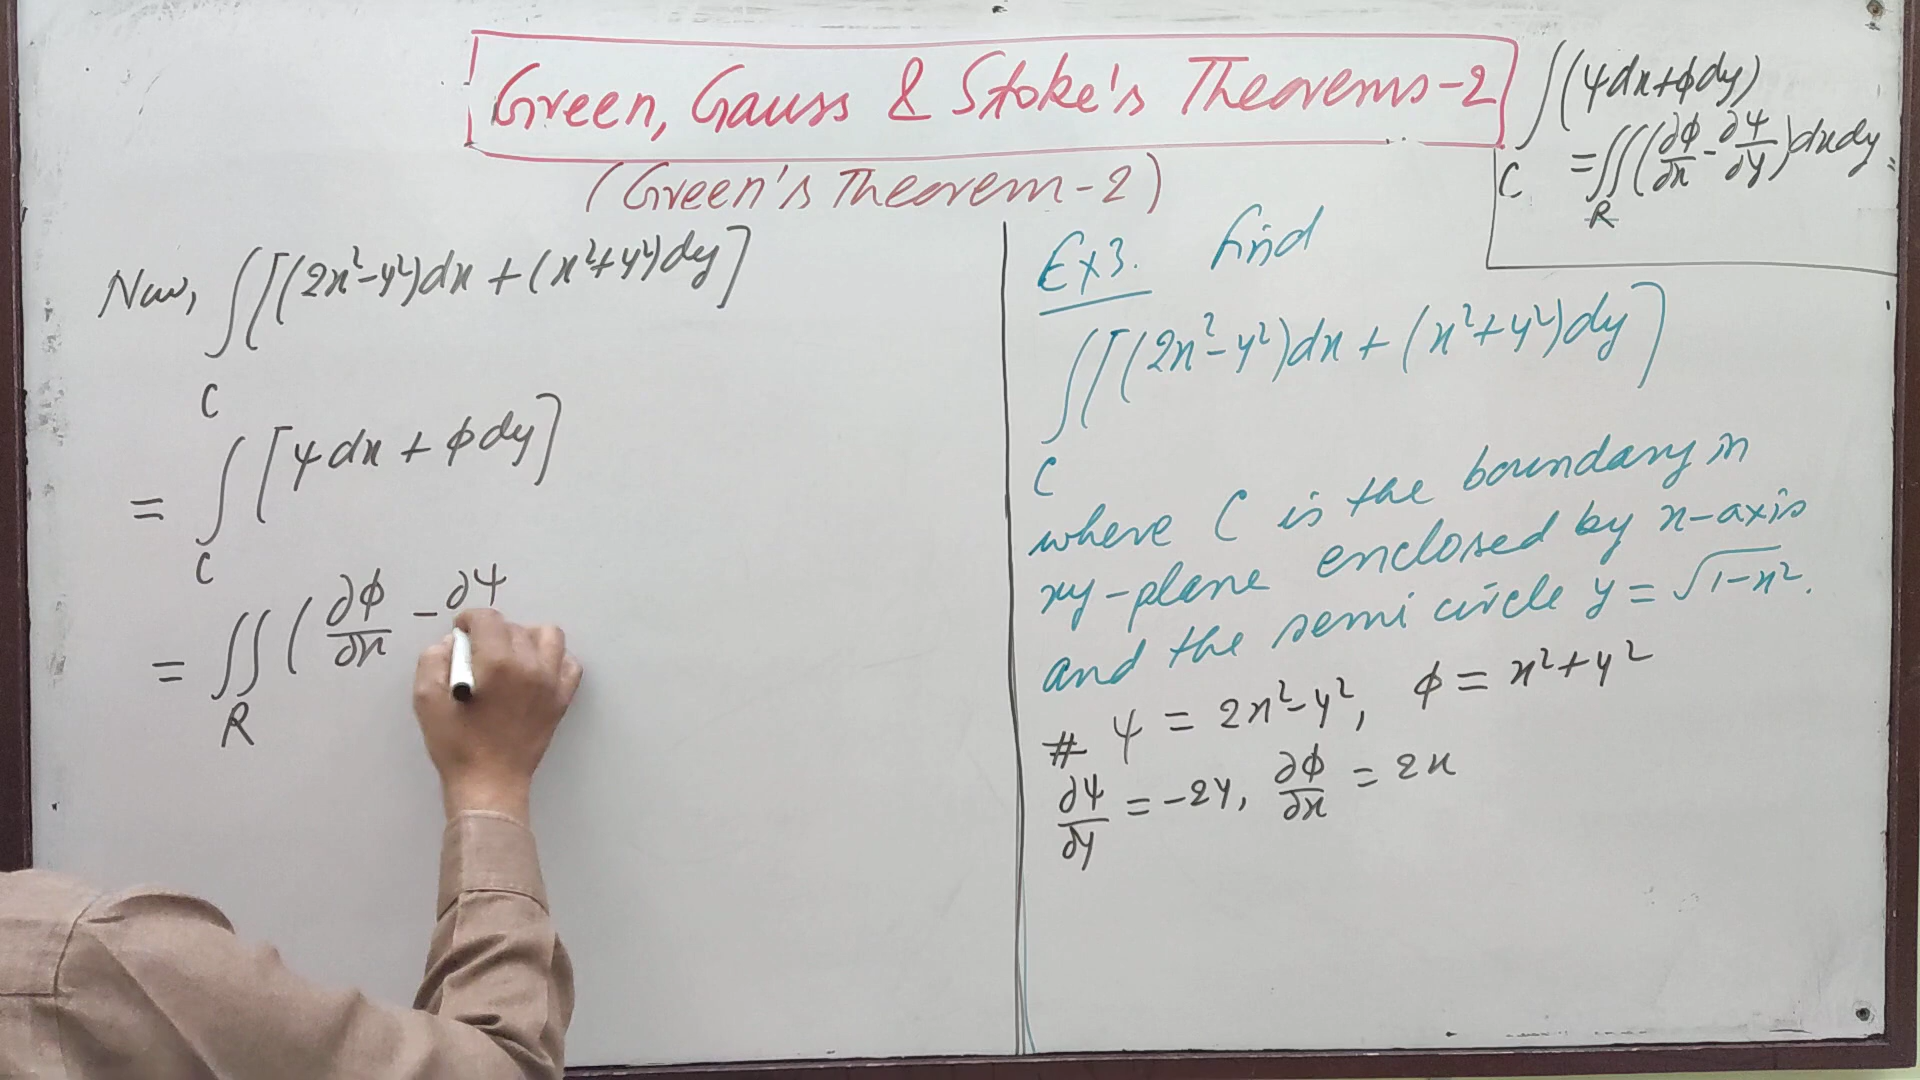 Green, Gauss & Stoke's Theorems-2
(Green's Theorem-2)
∫(ψdx+ϕdy)
C
=∬(∂ϕ/∂x-∂ψ/∂y)dxdy
R
Now, ∫[(2x²-y²)dx+(x²+y²)dy]
C
= ∫[ψdx+ϕdy]
C
= ∬(∂ϕ/∂x-∂ψ
R
Ex3. Find
∫[(2x²-y²)dx+(x²+y²)dy]
C
where C is the boundary in
xy-plane enclosed by x-axis
and the semi circle y=√1-x².
# ψ=2x²-y², ϕ=x²+y²
∂ψ/∂y=-2y, ∂ϕ/∂x=2x